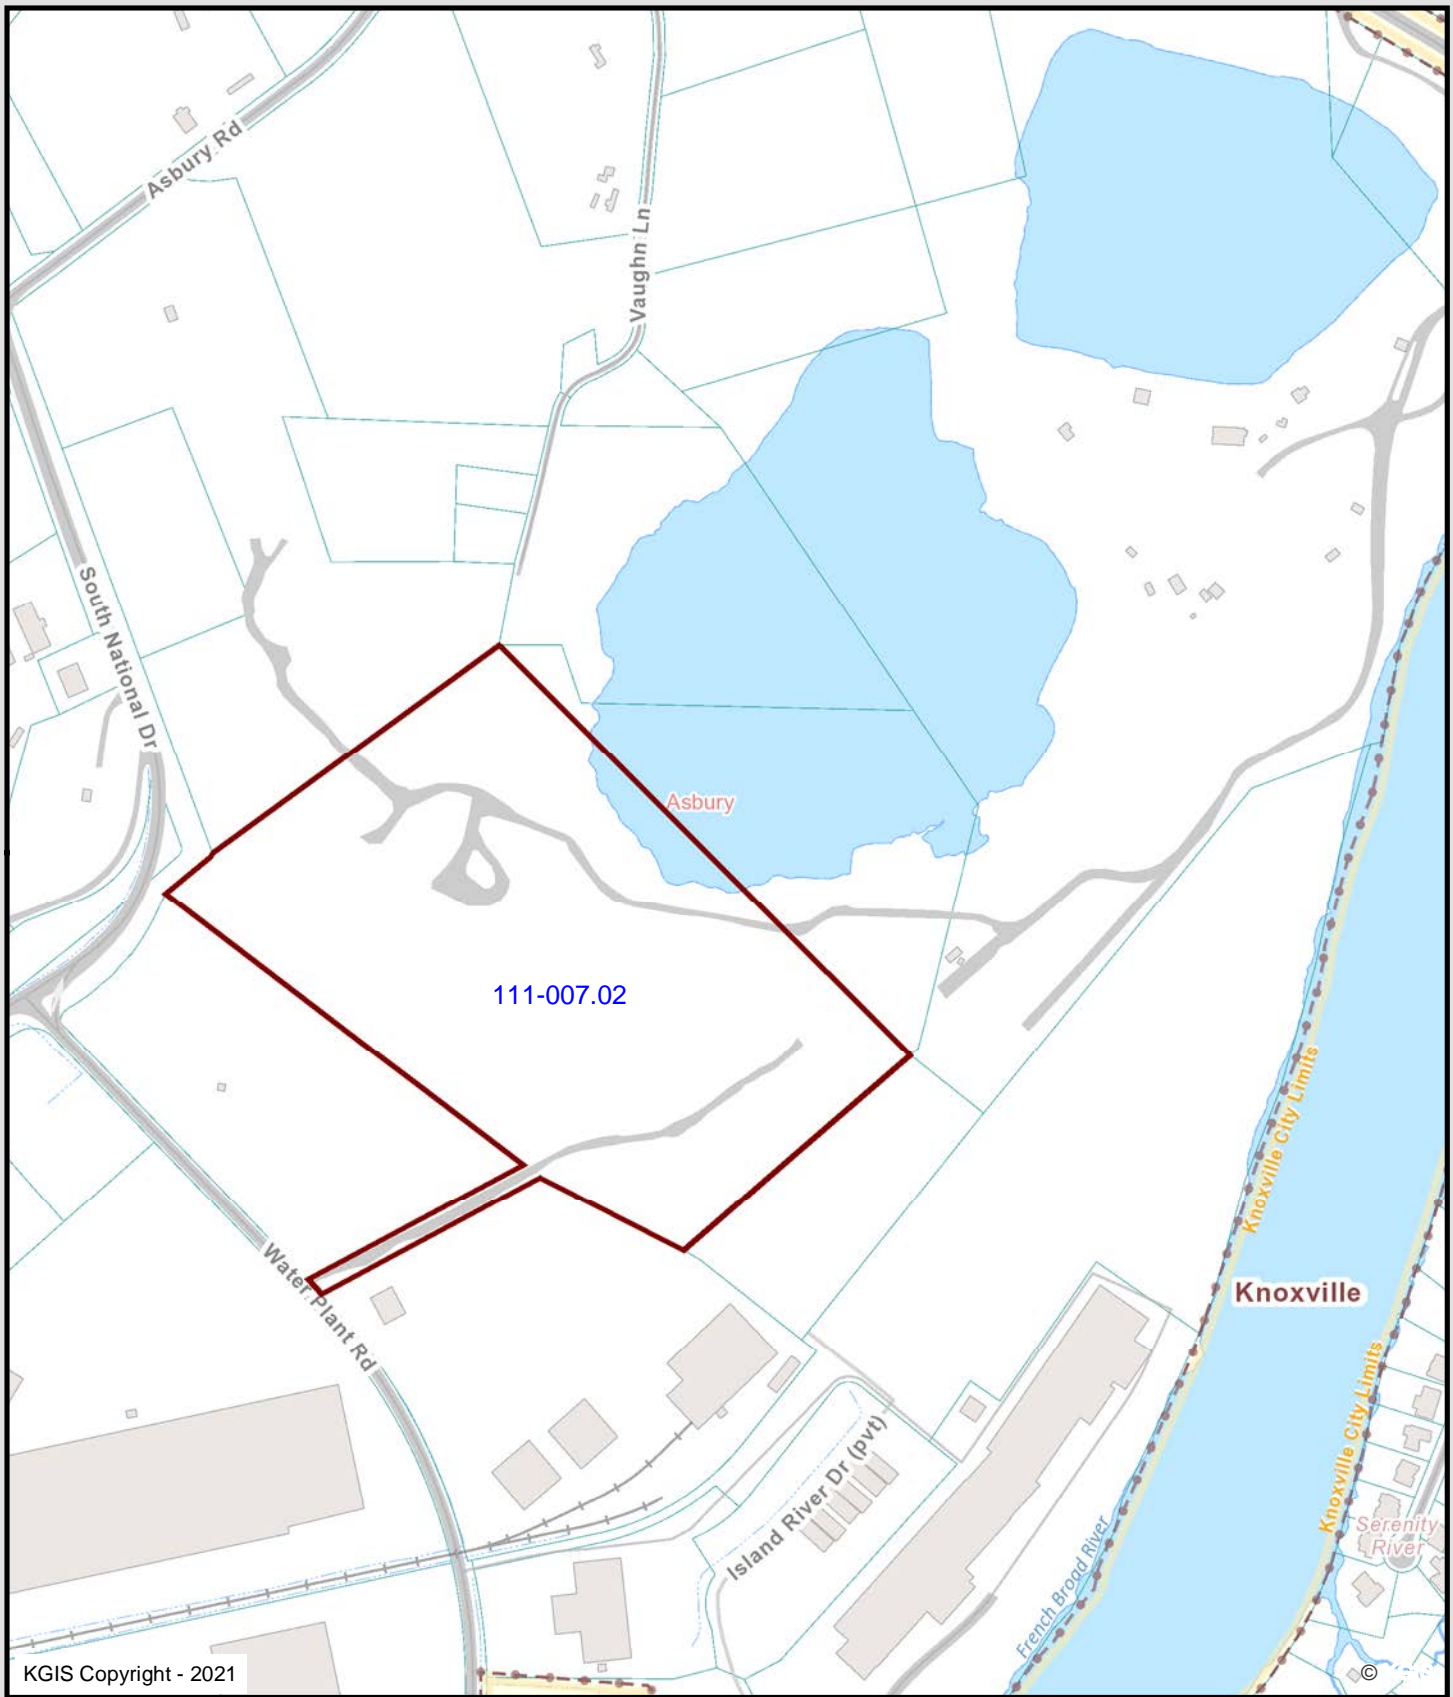 Asbury Rd
Vaughn Ln
South National Dr
Asbury
111-007.02
Knoxville City Limits
Knoxville
Water Plant Rd
Knoxville City Limits
Island River Dr (pvt)
Serenity
River
French Broad River
KGIS Copyright - 2021
©